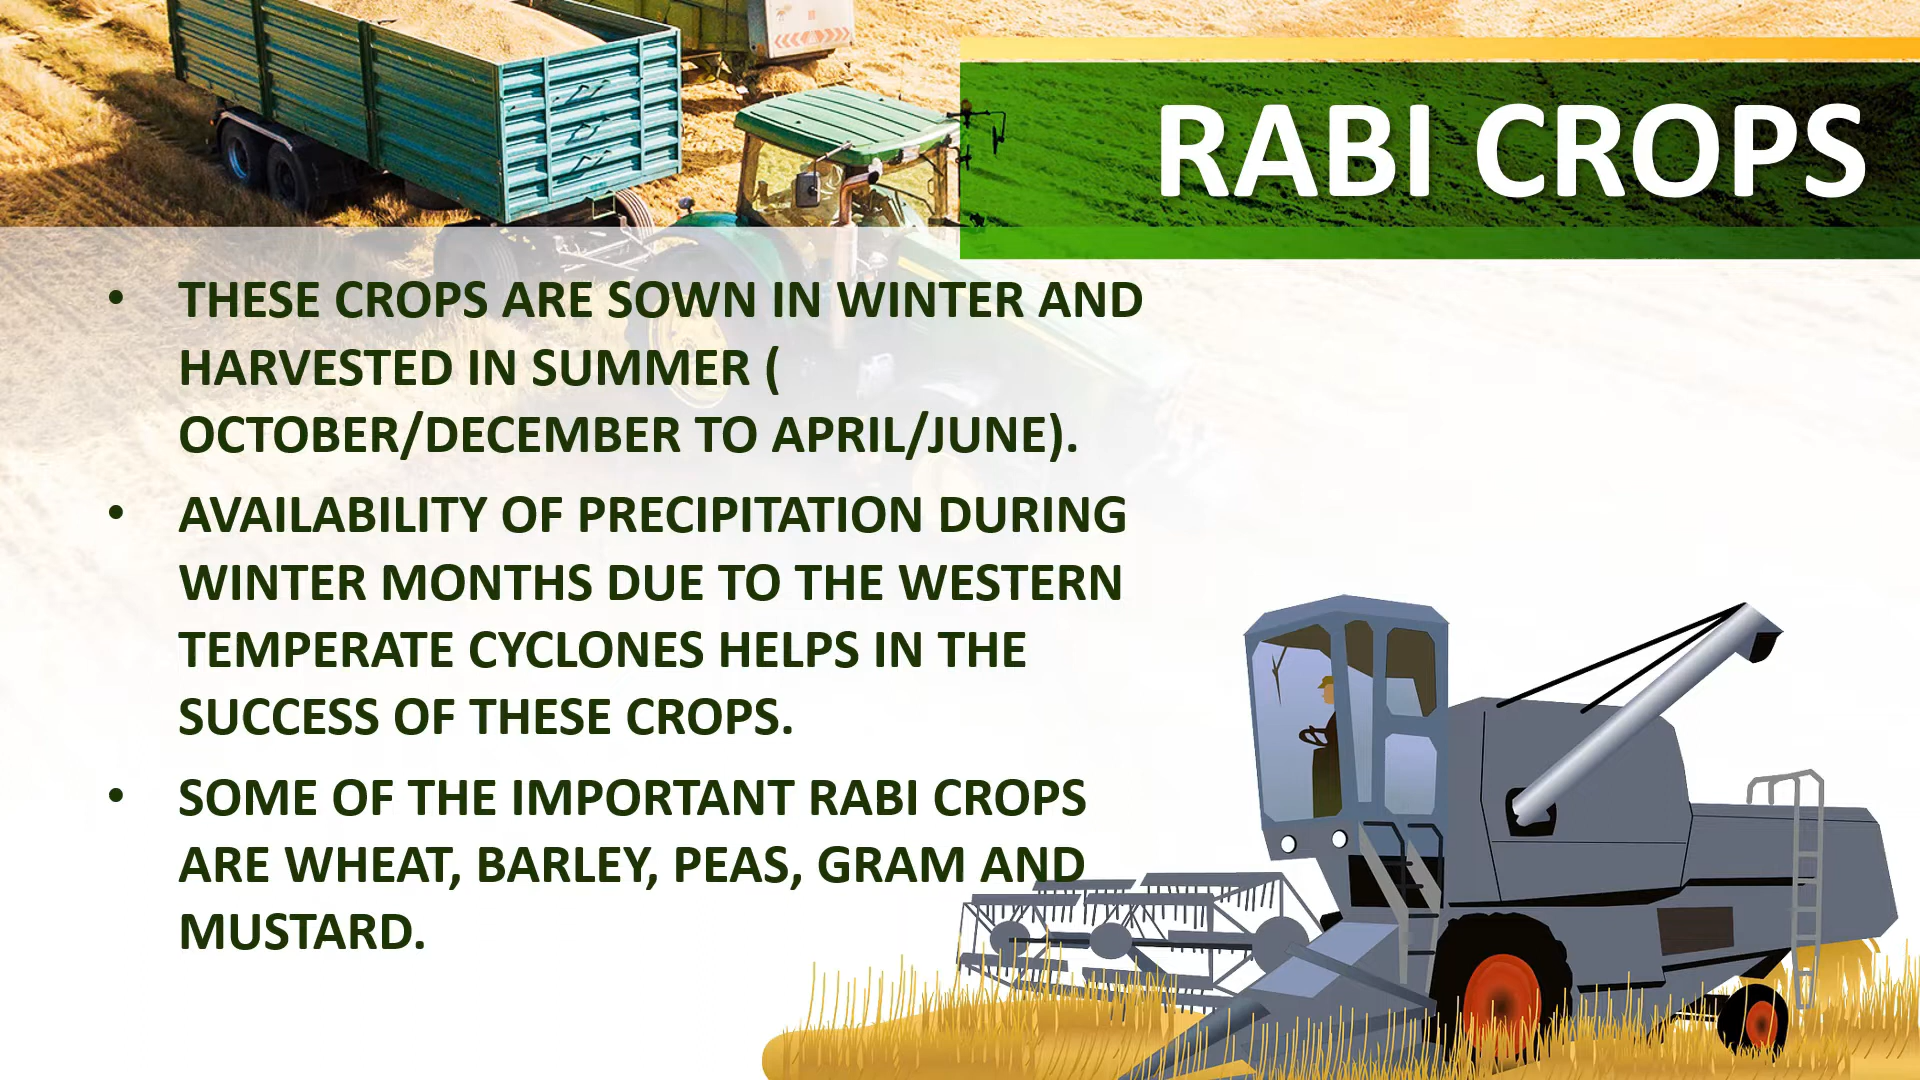 RABI CROPS
• THESE CROPS ARE SOWN IN WINTER AND
HARVESTED IN SUMMER (
OCTOBER/DECEMBER TO APRIL/JUNE).
• AVAILABILITY OF PRECIPITATION DURING
WINTER MONTHS DUE TO THE WESTERN
TEMPERATE CYCLONES HELPS IN THE
SUCCESS OF THESE CROPS.
• SOME OF THE IMPORTANT RABI CROPS
ARE WHEAT, BARLEY, PEAS, GRAM AND
MUSTARD.